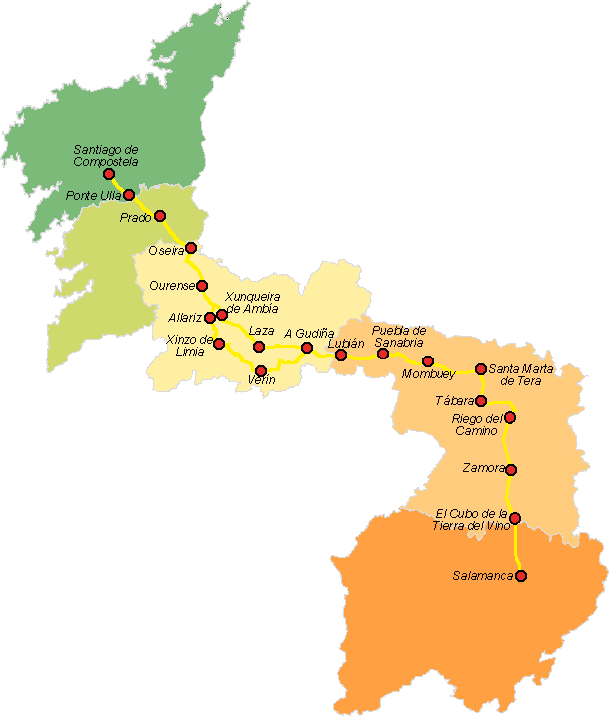 Santiago de
Compostela
Ponte Ulla
Prado
Oseira
Ourense
Xunqueira
de Ambía
Allariz
Xinzo de
Limia
Laza
A Gudiña
Verín
Lubián
Puebla de
Sanabria
Mombuey
Santa Marta
de Tera
Tábara
Riego del
Camino
Zamora
El Cubo de la
Tierra del Vino
Salamanca